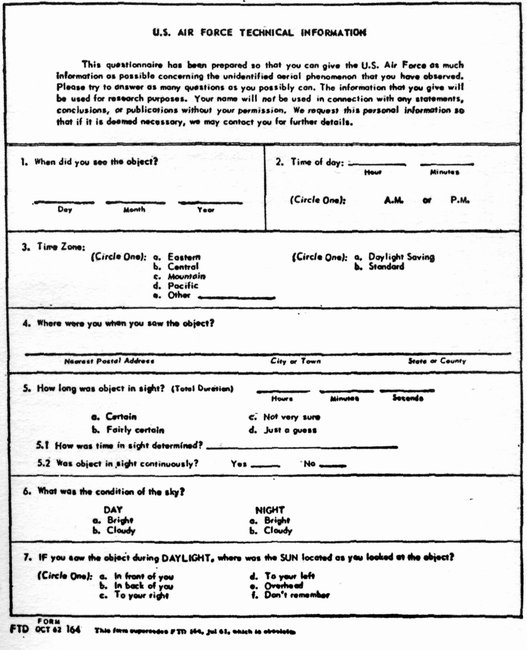 U.S. AIR FORCE TECHNICAL INFORMATION
This questionnaire has been prepared so that you can give the U.S. Air Force as much
information as possible concerning the unidentified aerial phenomenon that you have observed.
Please try to answer as many questions as you possibly can. The information that you give will
be used for research purposes. Your name will not be used in connection with any statements,
conclusions, or publications without your permission. We request this personal information so
that if it is deemed necessary, we may contact you for further details.
1. When did you see the object?
Day Month Year
2. Time of day:
Hour Minutes
(Circle One): A.M. or P.M.
3. Time Zone:
(Circle One): a. Eastern
b. Central
c. Mountain
d. Pacific
e. Other
(Circle One): a. Daylight Saving
b. Standard
4. Where were you when you saw the object?
Nearest Postal Address City or Town State or County
5. How long was object in sight? (Total Duration)
Hours Minutes Seconds
a. Certain c. Not very sure
b. Fairly certain d. Just a guess
5.1 How was time in sight determined?
5.2 Was object in sight continuously? Yes No
6. What was the condition of the sky?
DAY NIGHT
a. Bright a. Bright
b. Cloudy b. Cloudy
7. IF you saw the object during DAYLIGHT, where was the SUN located as you looked at the object?
(Circle One): a. In front of you d. To your left
b. In back of you e. Overhead
c. To your right f. Don't remember
FTD FORM OCT 62 164 This form supersedes FTD 164, Jul 61, which is obsolete.